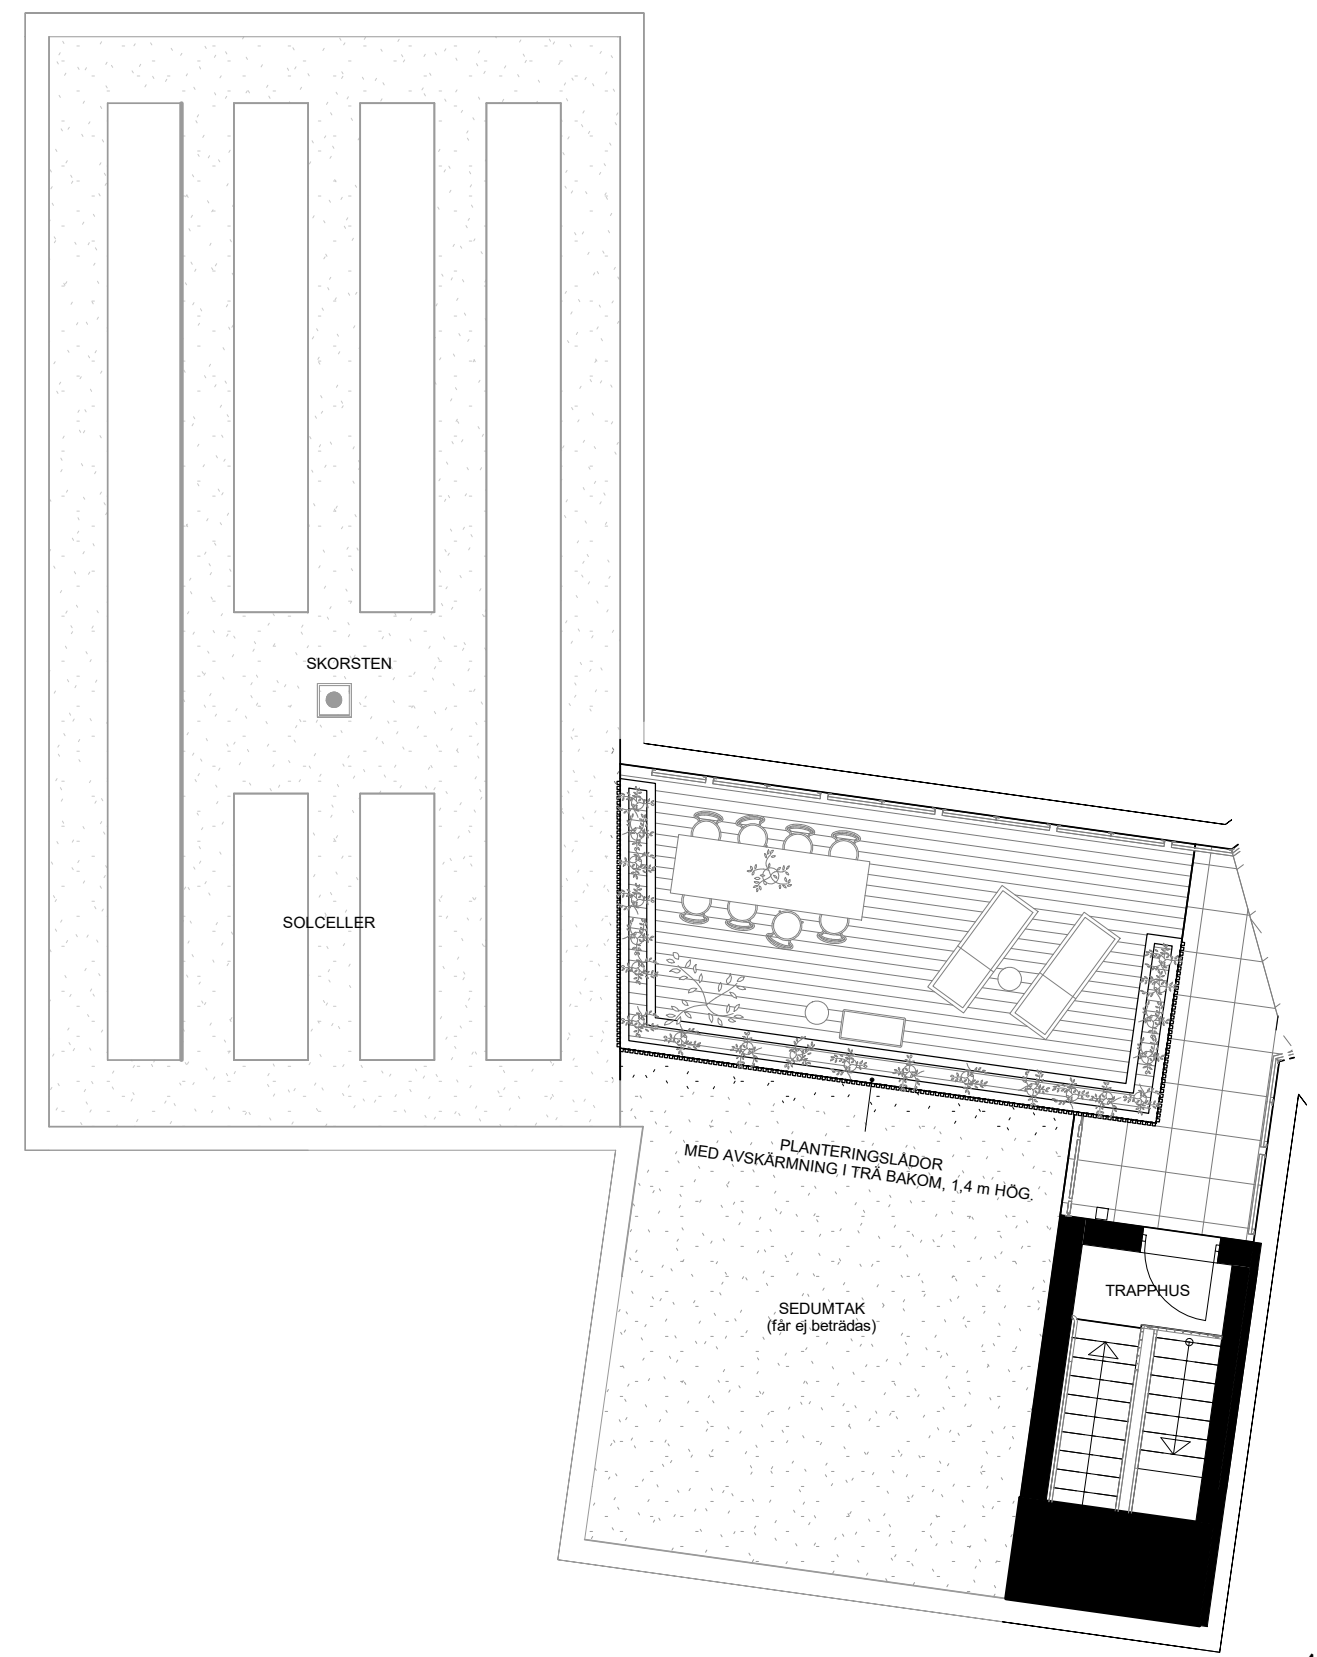 SKORSTEN
SOLCELLER
PLANTERINGSLÅDOR
MED AVSKÄRMNING I TRÄ BAKOM, 1,4 m HÖG.
TRAPPHUS
SEDUMTAK
(får ej beträdas)